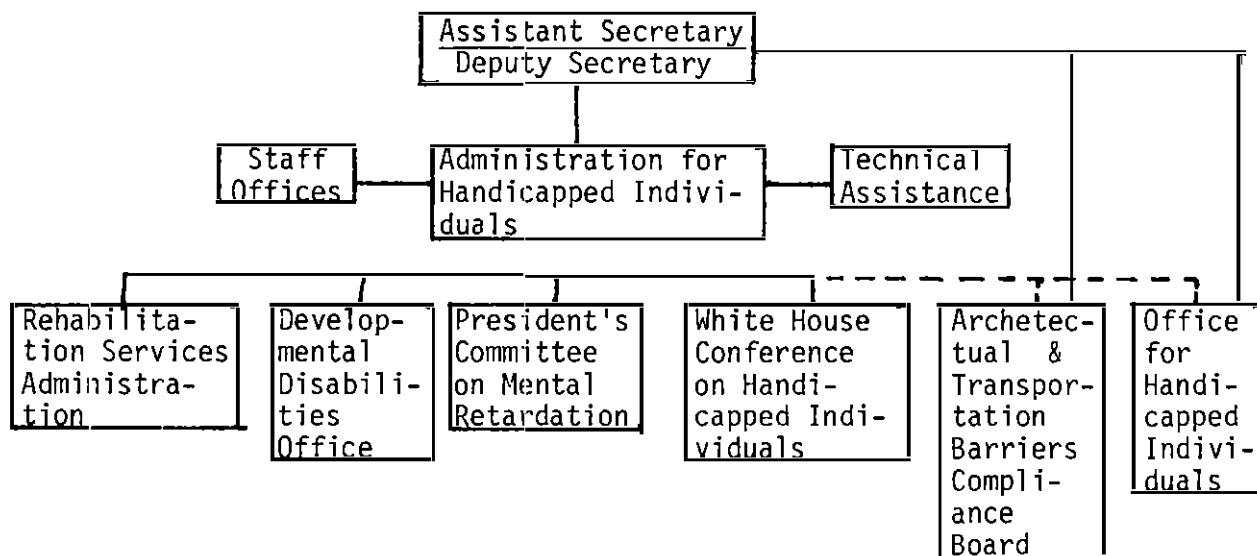 Assistant Secretary
Deputy Secretary
Staff
Offices
Administration for
Handicapped Indivi-
duals
Technical
Assistance
Rehabilita-
tion Services
Administra-
tion
Develop-
mental
Disabili-
ties
Office
President's
Committee
on Mental
Retardation
White House
Conference
on Handi-
capped Indi-
viduals
Archetec-
tual &
Transpor-
tation
Barriers
Compli-
ance
Board
Office
for
Handi-
capped
Indivi-
duals